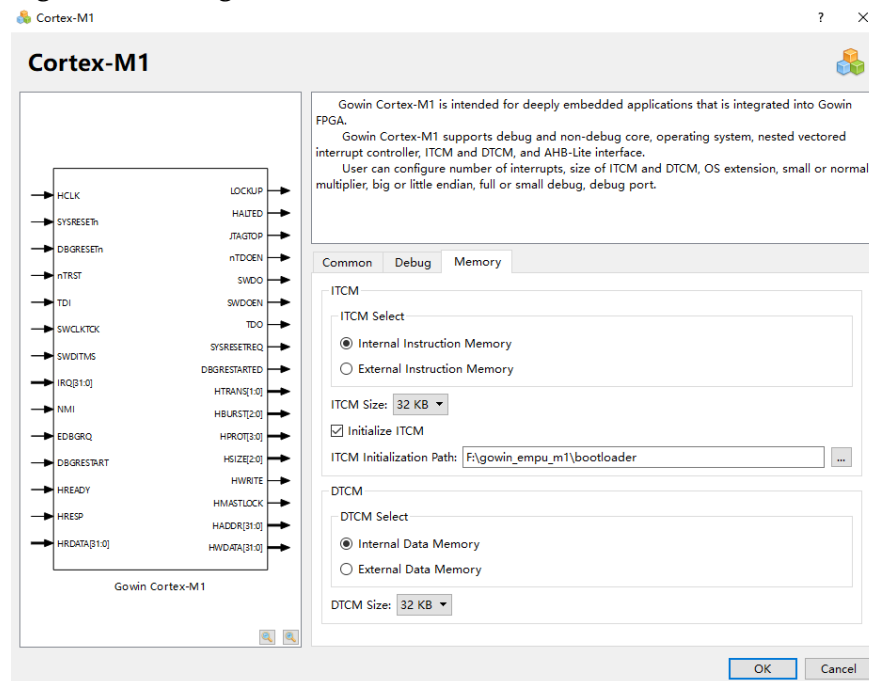 Cortex-M1
?
Cortex-M1
Gowin Cortex-M1 is intended for deeply embedded applications that is integrated into Gowin
FPGA.
Gowin Cortex-M1 supports debug and non-debug core, operating system, nested vectored
interrupt controller, ITCM and DTCM, and AHB-Lite interface.
User can configure number of interrupts, size of ITCM and DTCM, OS extension, small or normal
multiplier, big or little endian, full or small debug, debug port.
HCLK
SYSRESETn
DBGRESETn
nTRST
TDI
SWCLKTCK
SWDITMS
IRQ[31:0]
NMI
EDBGRQ
DBGRESTART
HREADY
HRESP
HRDATA[31:0]
LOCKUP
HALTED
JTAGTOP
nTDOEN
SWDO
SWDOEN
TDO
SYSRESETREQ
DBGRESTARTED
HTRANS[1:0]
HBURST[2:0]
HPROT[3:0]
HSIZE[2:0]
HWRITE
HMASTLOCK
HADDR[31:0]
HWDATA[31:0]
Gowin Cortex-M1
Common Debug Memory
ITCM
ITCM Select
Internal Instruction Memory
External Instruction Memory
ITCM Size: 32 KB
Initialize ITCM
ITCM Initialization Path: F:\gowin_empu_m1\bootloader ...
DTCM
DTCM Select
Internal Data Memory
External Data Memory
DTCM Size: 32 KB
OK Cancel